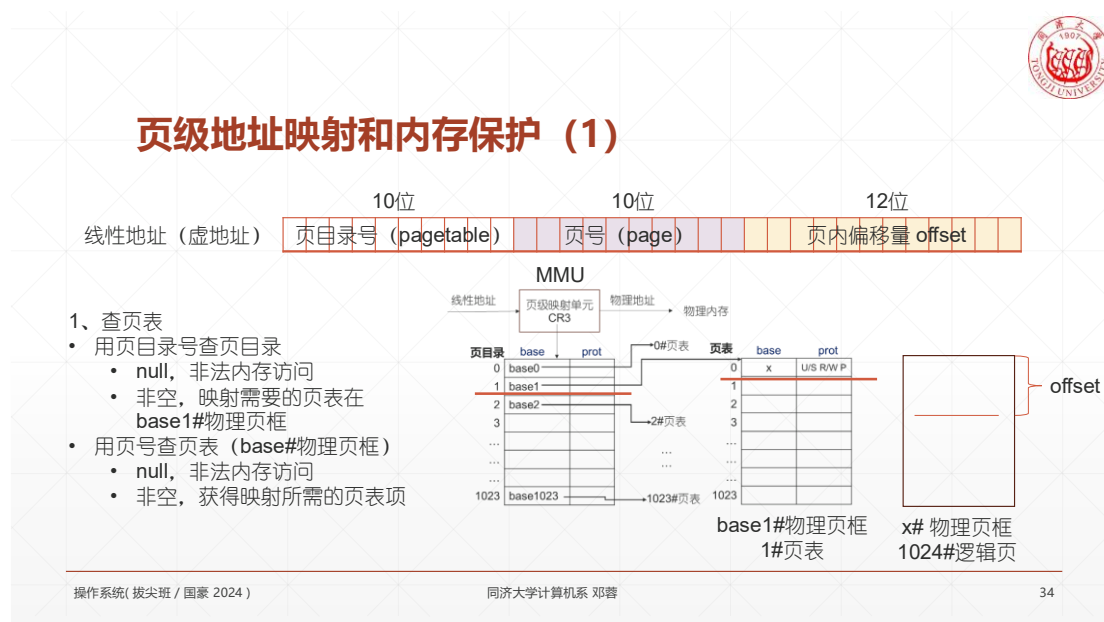 同济大学
1907
TONGJI UNIVERSITY
页级地址映射和内存保护（1）
10位
10位
12位
线性地址（虚地址）
页目录号（pagetable）
页号（page）
页内偏移量 offset
MMU
线性地址
页级映射单元
CR3
物理地址
物理内存
1、查页表
• 用页目录号查页目录
• null，非法内存访问
• 非空，映射需要的页表在
base1#物理页框
• 用页号查页表（base#物理页框）
• null，非法内存访问
• 非空，获得映射所需的页表项
页目录 base prot
0 base0
1 base1
2 base2
3
…
…
…
1023 base1023
0#页表
2#页表
…
…
1023#页表
页表 base prot
0 x U/S R/W P
1
2
3
…
…
…
1023
base1#物理页框
1#页表
offset
x# 物理页框
1024#逻辑页
操作系统( 拔尖班 / 国豪 2024 )
同济大学计算机系 邓蓉
34